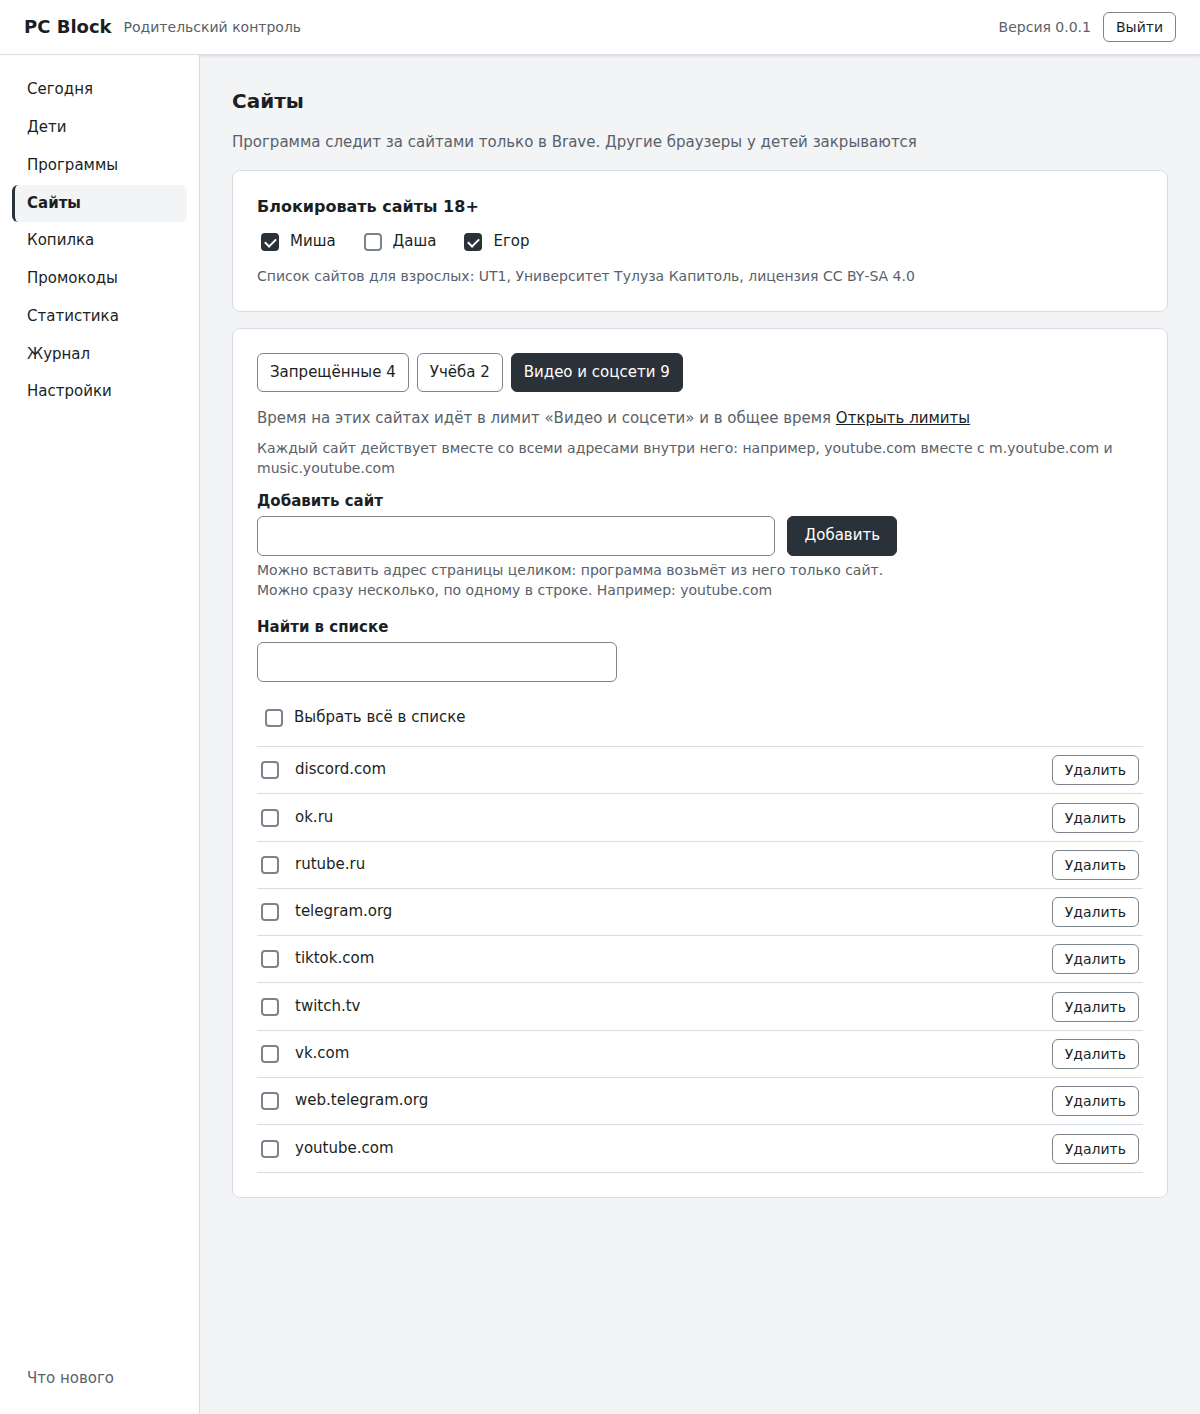 PC Block Родительский контроль
Версия 0.0.1 Выйти
Сегодня
Дети
Программы
Сайты
Копилка
Промокоды
Статистика
Журнал
Настройки
Что нового
Сайты
Программа следит за сайтами только в Brave. Другие браузеры у детей закрываются
Блокировать сайты 18+
Миша Даша Егор
Список сайтов для взрослых: UT1, Университет Тулуза Капитоль, лицензия CC BY-SA 4.0
Запрещённые 4 Учёба 2 Видео и соцсети 9
Время на этих сайтах идёт в лимит «Видео и соцсети» и в общее время Открыть лимиты
Каждый сайт действует вместе со всеми адресами внутри него: например, youtube.com вместе с m.youtube.com и
music.youtube.com
Добавить сайт
Добавить
Можно вставить адрес страницы целиком: программа возьмёт из него только сайт.
Можно сразу несколько, по одному в строке. Например: youtube.com
Найти в списке
Выбрать всё в списке
discord.com Удалить
ok.ru Удалить
rutube.ru Удалить
telegram.org Удалить
tiktok.com Удалить
twitch.tv Удалить
vk.com Удалить
web.telegram.org Удалить
youtube.com Удалить